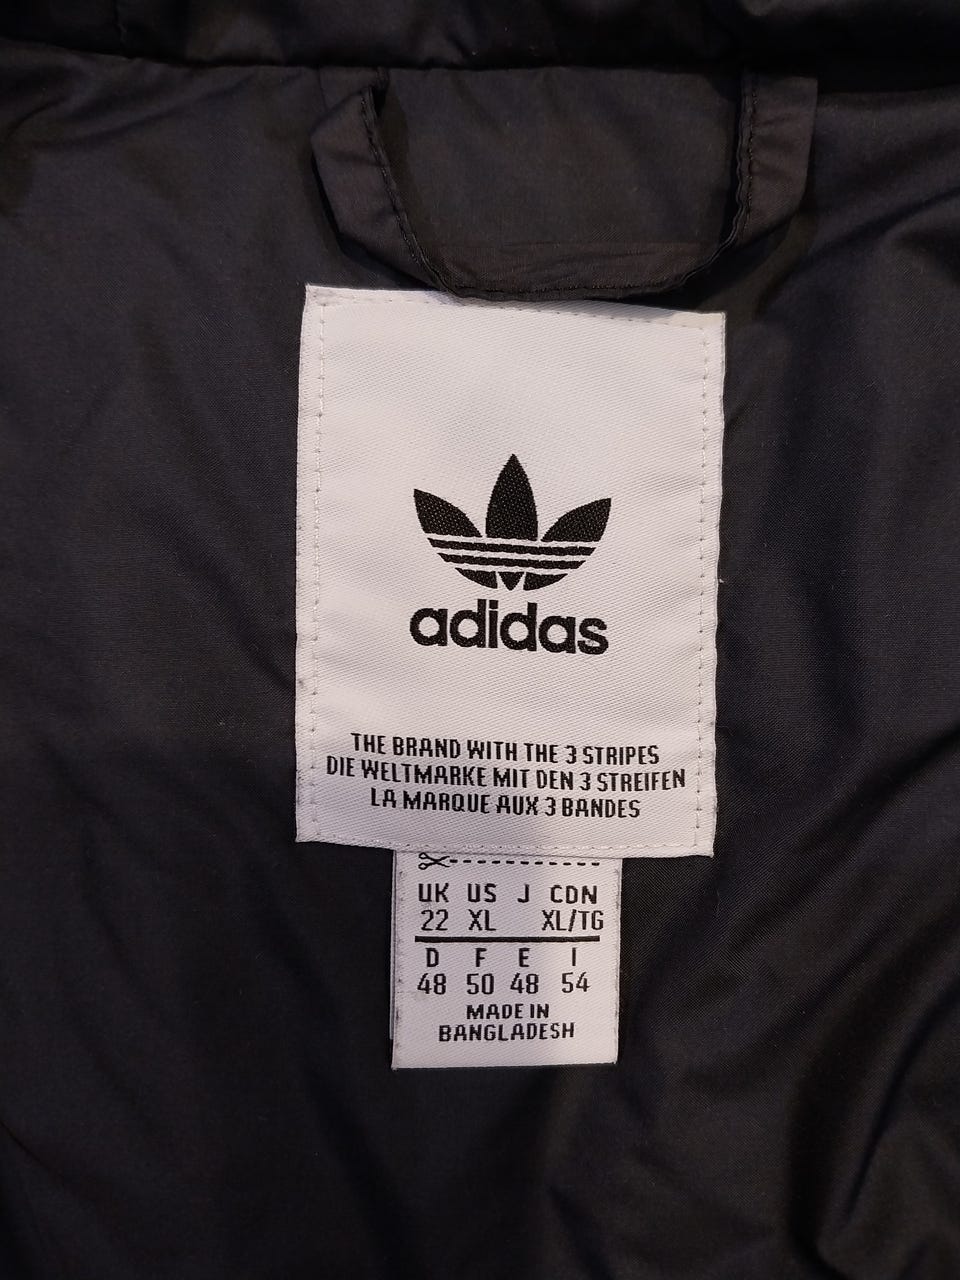 adidas
THE BRAND WITH THE 3 STRIPES
DIE WELTMARKE MIT DEN 3 STREIFEN
LA MARQUE AUX 3 BANDES
UK US J CDN
22 XL XL/TG
D F E I
48 50 48 54
MADE IN
BANGLADESH